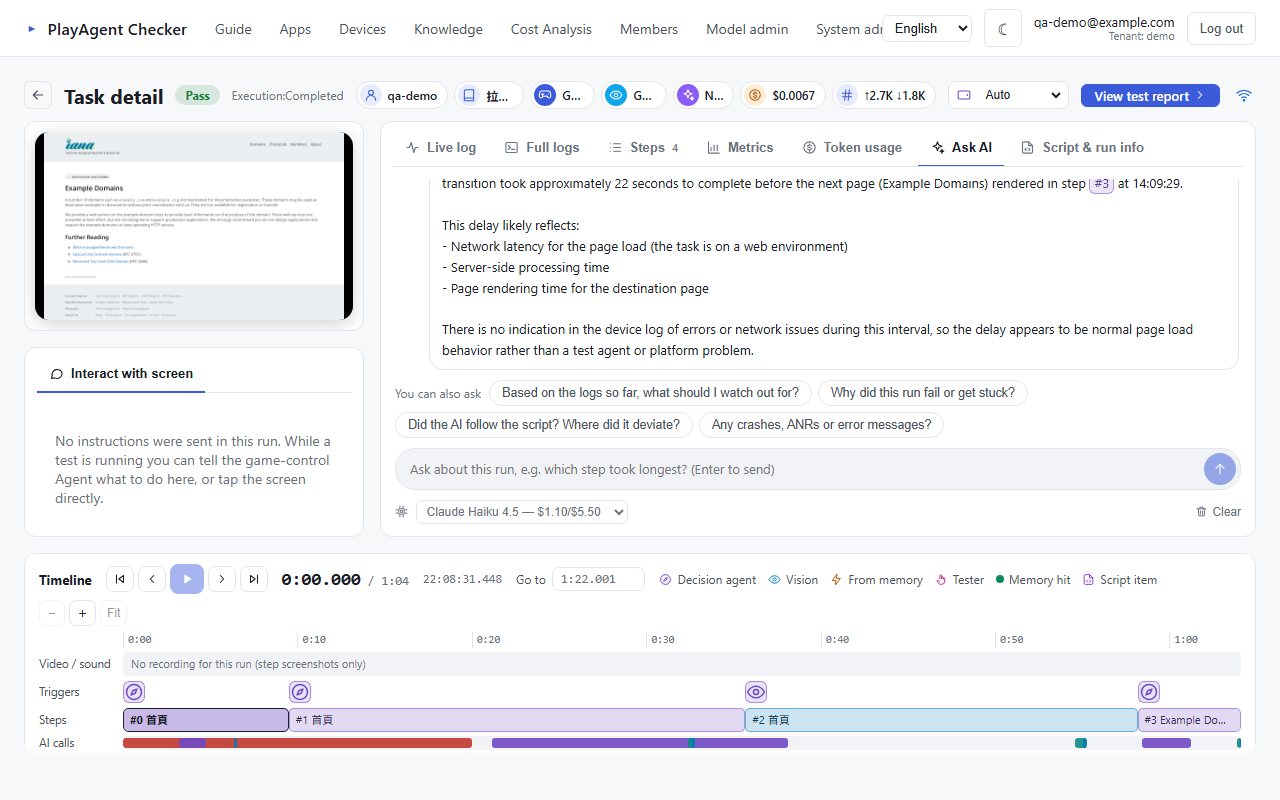 PlayAgent Checker Guide Apps Devices Knowledge Cost Analysis Members Model admin System adr English qa-demo@example.com Tenant: demo Log out
Task detail Pass Execution:Completed qa-demo 拉... G... G... N... $0.0067 ↑2.7K ↓1.8K Auto View test report
iana
Domains Protocols Numbers About
Example Domains
Further Reading
Interact with screen
No instructions were sent in this run. While a
test is running you can tell the game-control
Agent what to do here, or tap the screen
directly.
Live log Full logs Steps 4 Metrics Token usage Ask AI Script & run info
transition took approximately 22 seconds to complete before the next page (Example Domains) rendered in step #3 at 14:09:29.
This delay likely reflects:
- Network latency for the page load (the task is on a web environment)
- Server-side processing time
- Page rendering time for the destination page
There is no indication in the device log of errors or network issues during this interval, so the delay appears to be normal page load
behavior rather than a test agent or platform problem.
You can also ask Based on the logs so far, what should I watch out for? Why did this run fail or get stuck?
Did the AI follow the script? Where did it deviate? Any crashes, ANRs or error messages?
Ask about this run, e.g. which step took longest? (Enter to send)
Claude Haiku 4.5 — $1.10/$5.50 Clear
Timeline 0:00.000 / 1:04 22:08:31.448 Go to 1:22.001 Decision agent Vision From memory Tester Memory hit Script item
− + Fit
0:00 0:10 0:20 0:30 0:40 0:50 1:00
Video / sound No recording for this run (step screenshots only)
Triggers
Steps #0 首頁 #1 首頁 #2 首頁 #3 Example Do...
AI calls